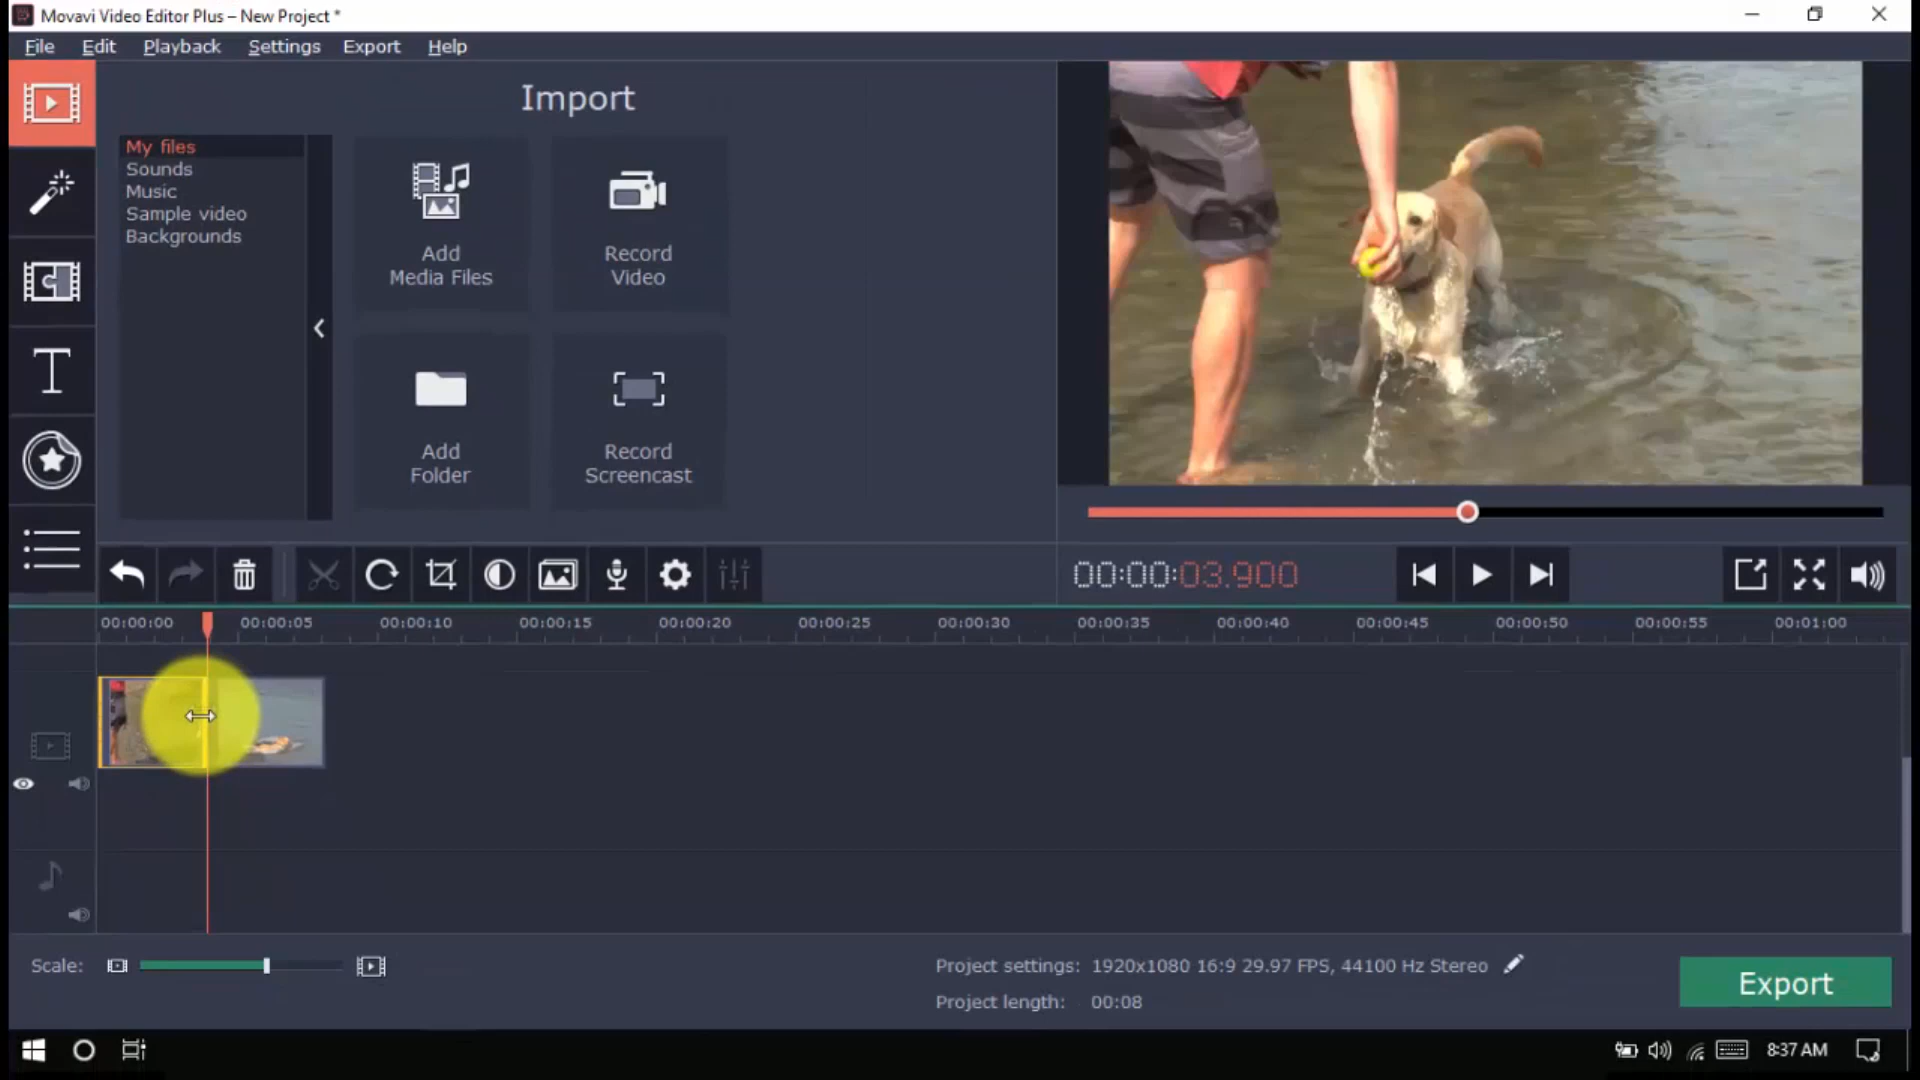 Movavi Video Editor Plus – New Project *
File Edit Playback Settings Export Help
Import
My files
Sounds
Music
Sample video
Backgrounds
Add
Media Files
Record
Video
Add
Folder
Record
Screencast
00:00:03.900
00:00:00 00:00:05 00:00:10 00:00:15 00:00:20 00:00:25 00:00:30 00:00:35 00:00:40 00:00:45 00:00:50 00:00:55 00:01:00
Scale:
Project settings: 1920x1080 16:9 29.97 FPS, 44100 Hz Stereo
Project length: 00:08
Export
8:37 AM